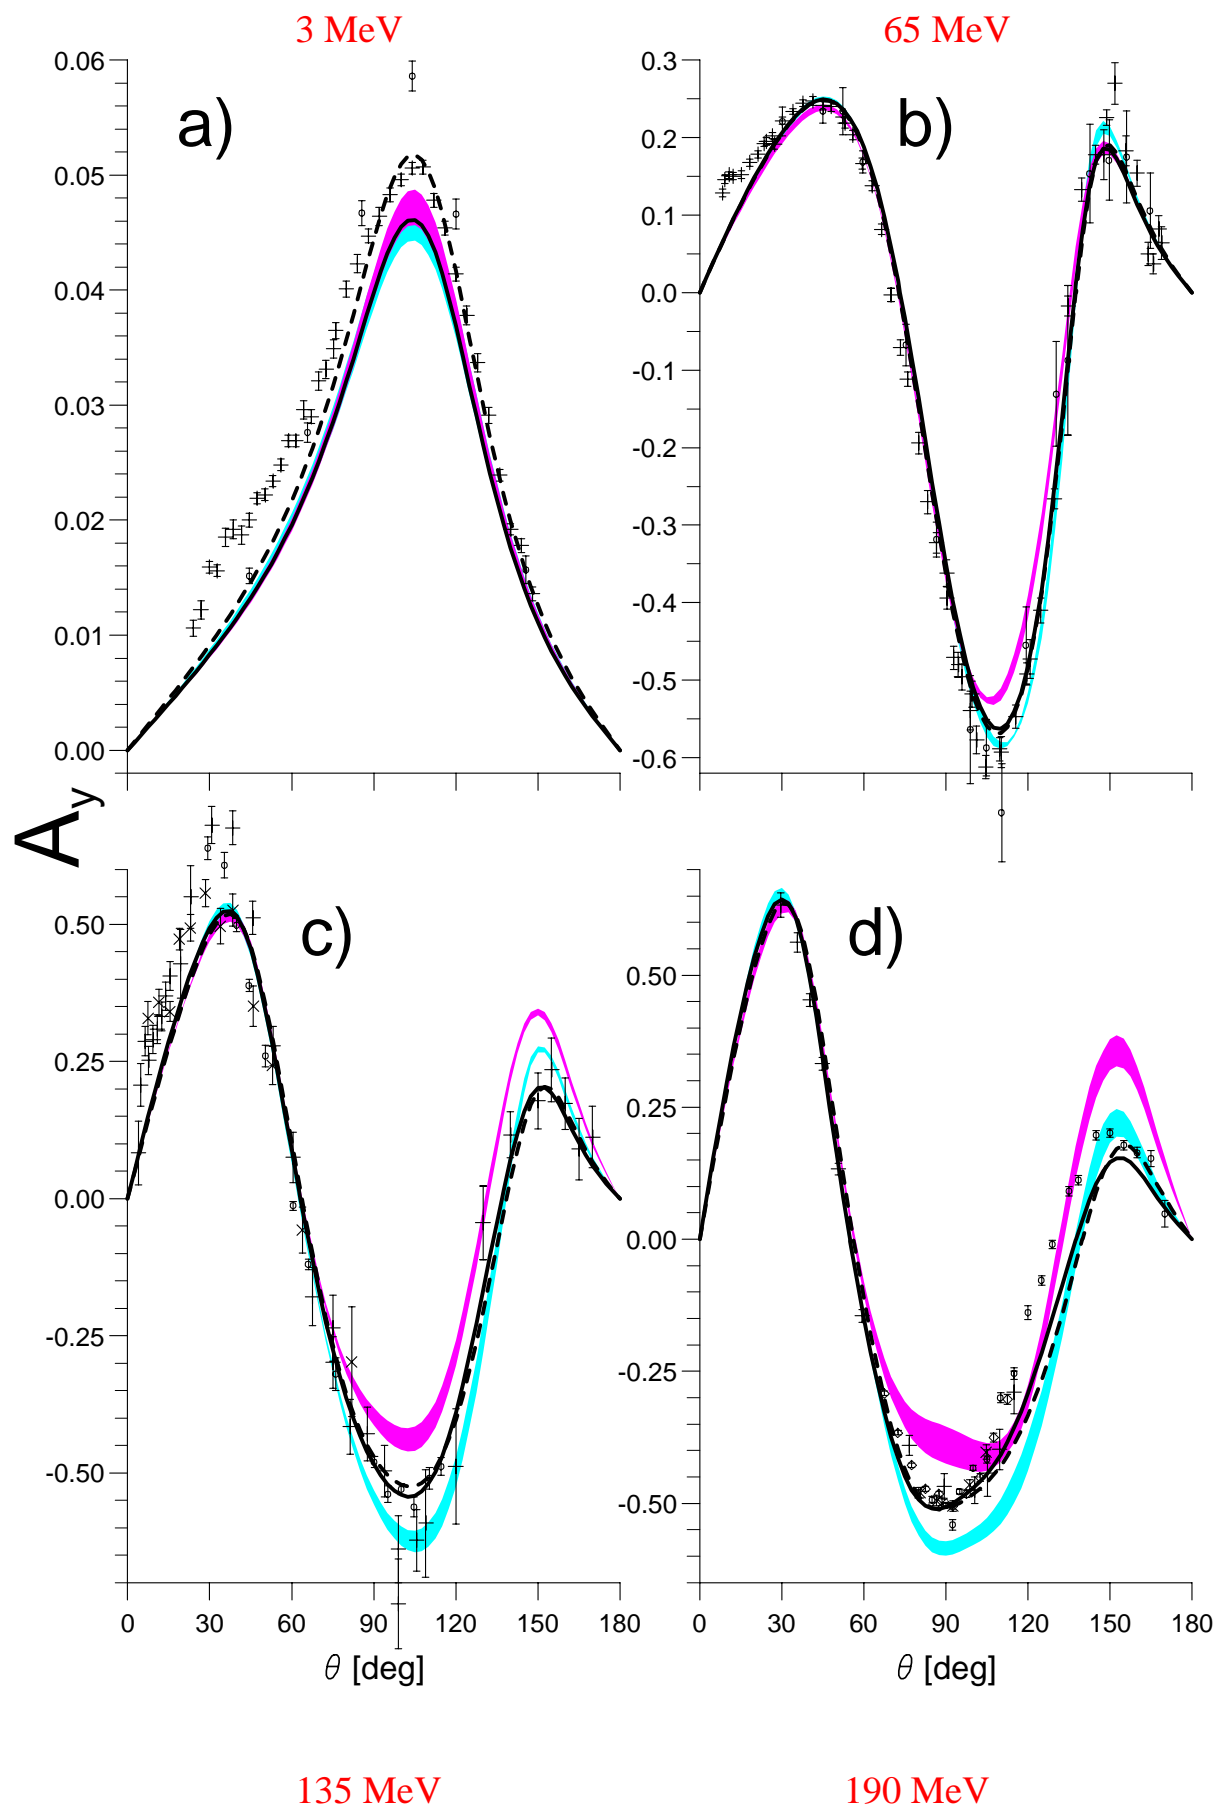 3 MeV 65 MeV
a) b)
0.06 0.3
0.05 0.2
0.04 0.1
0.03 0.0
0.02 -0.1
0.01 -0.2
0.00 -0.3
-0.4
-0.5
-0.6
Ay
c) d)
0.50 0.50
0.25 0.25
0.00 0.00
-0.25 -0.25
-0.50 -0.50
0 30 60 90 120 150 180 0 30 60 90 120 150 180
θ [deg] θ [deg]
135 MeV 190 MeV